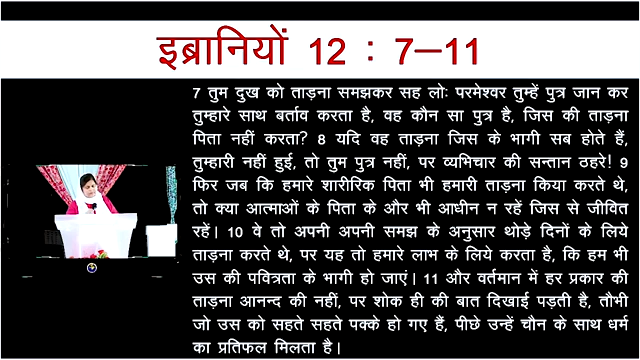 इब्रानियों 12 : 7–11
7 तुम दुख को ताड़ना समझकर सह लोः परमेश्वर तुम्हें पुत्र जान कर
तुम्हारे साथ बर्ताव करता है, वह कौन सा पुत्र है, जिस की ताड़ना
पिता नहीं करता? 8 यदि वह ताड़ना जिस के भागी सब होते हैं,
तुम्हारी नहीं हुई, तो तुम पुत्र नहीं, पर व्यभिचार की सन्तान ठहरे! 9
फिर जब कि हमारे शारीरिक पिता भी हमारी ताड़ना किया करते थे,
तो क्या आत्माओं के पिता के और भी आधीन न रहें जिस से जीवित
रहें। 10 वे तो अपनी अपनी समझ के अनुसार थोड़े दिनों के लिये
ताड़ना करते थे, पर यह तो हमारे लाभ के लिये करता है, कि हम भी
उस की पवित्रता के भागी हो जाएं। 11 और वर्तमान में हर प्रकार की
ताड़ना आनन्द की नहीं, पर शोक ही की बात दिखाई पड़ती है, तौभी
जो उस को सहते सहते पक्के हो गए हैं, पीछे उन्हें चौन के साथ धर्म
का प्रतिफल मिलता है।